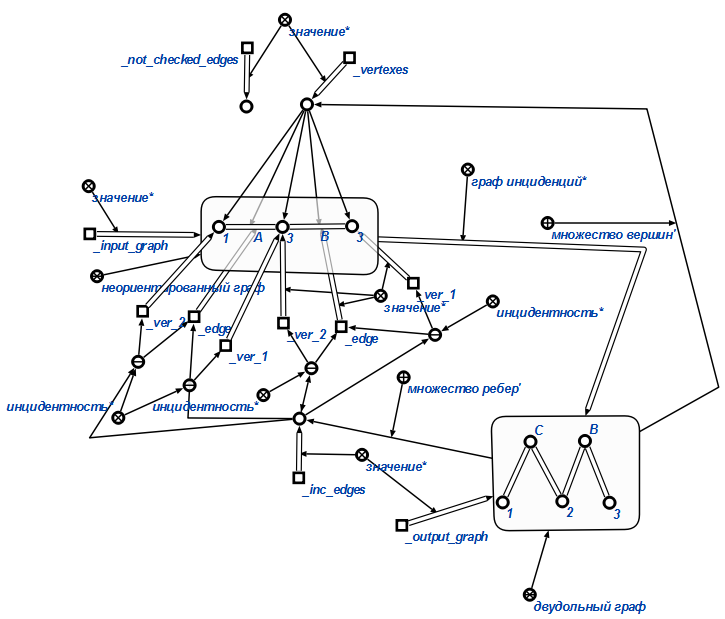 значение*
_not_checked_edges
_vertexes
значение*
граф инциденций*
_input_graph
1
A
3
B
3
множество вершин'
неориентированный граф
_ver_1
значение*
инцидентность*
_ver_2
_edge
_ver_2
_edge
_ver_1
множество ребер'
инцидентность*
инцидентность*
C
B
значение*
_inc_edges
1
2
3
_output_graph
двудольный граф